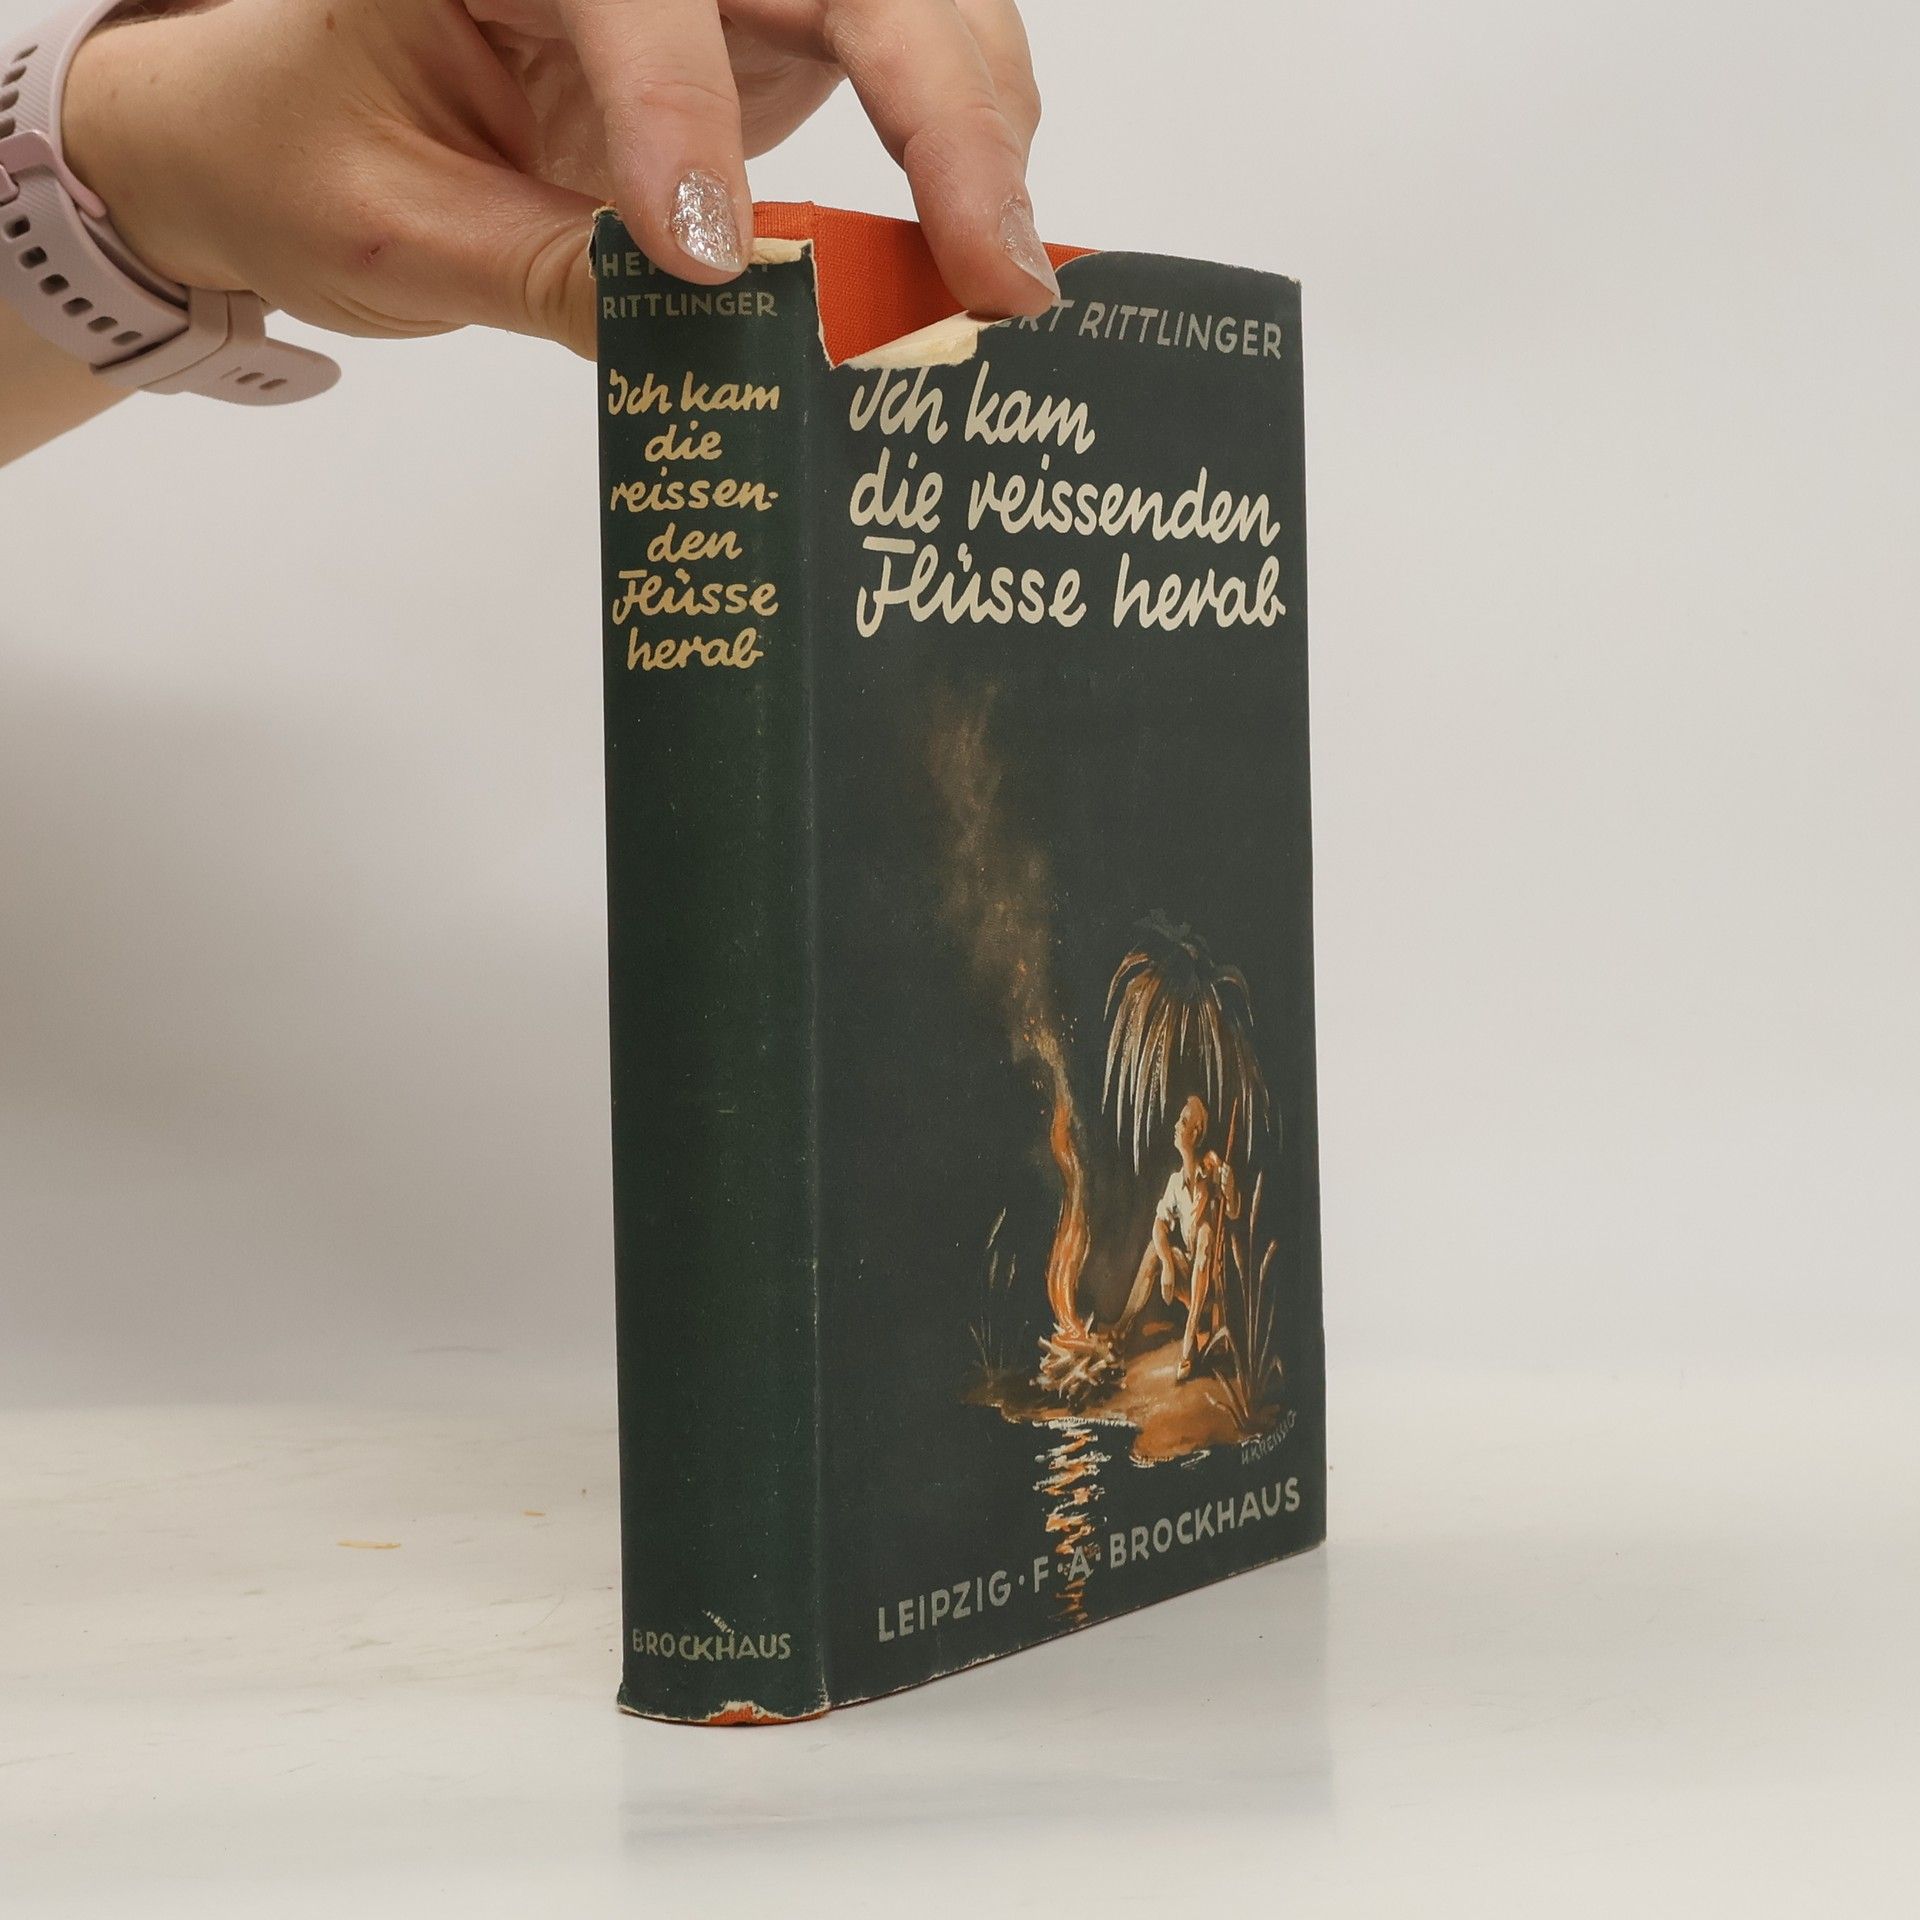 RITTLINGER
Ich kam
die
reissen-
den
Flüsse
herab
BROCKHAUS
RITTLINGER
Ich kam
die reissenden
Flüsse herab
LEIPZIG · F · A · BROCKHAUS